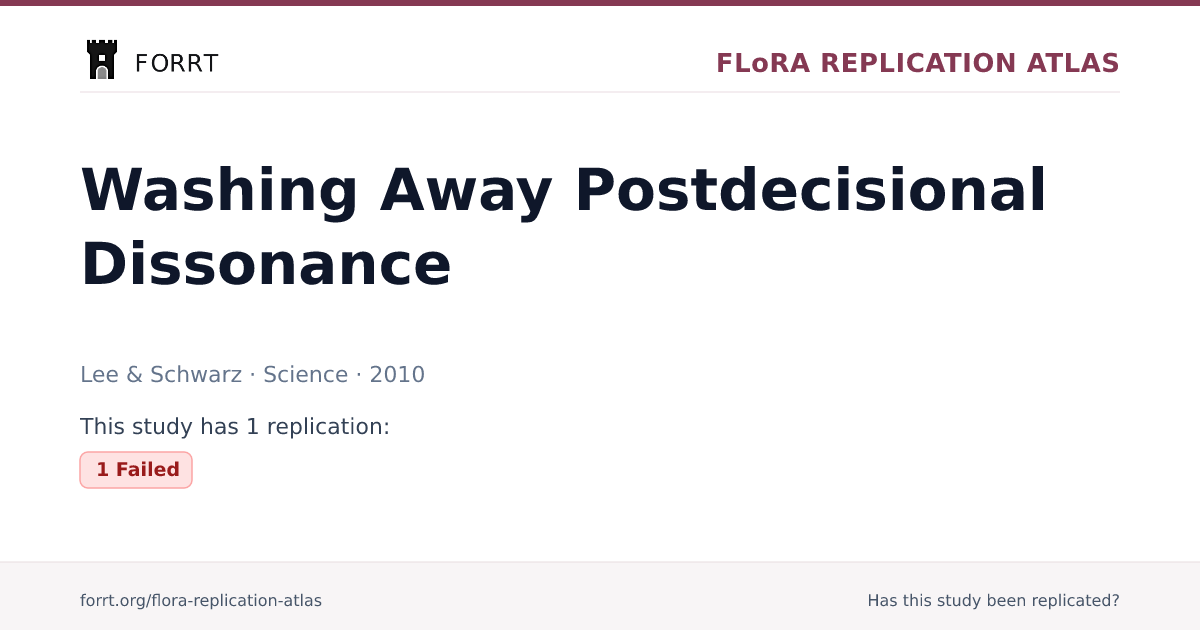 FORRT
FLoRA REPLICATION ATLAS
Washing Away Postdecisional
Dissonance
Lee & Schwarz · Science · 2010
This study has 1 replication:
1 Failed
forrt.org/flora-replication-atlas
Has this study been replicated?